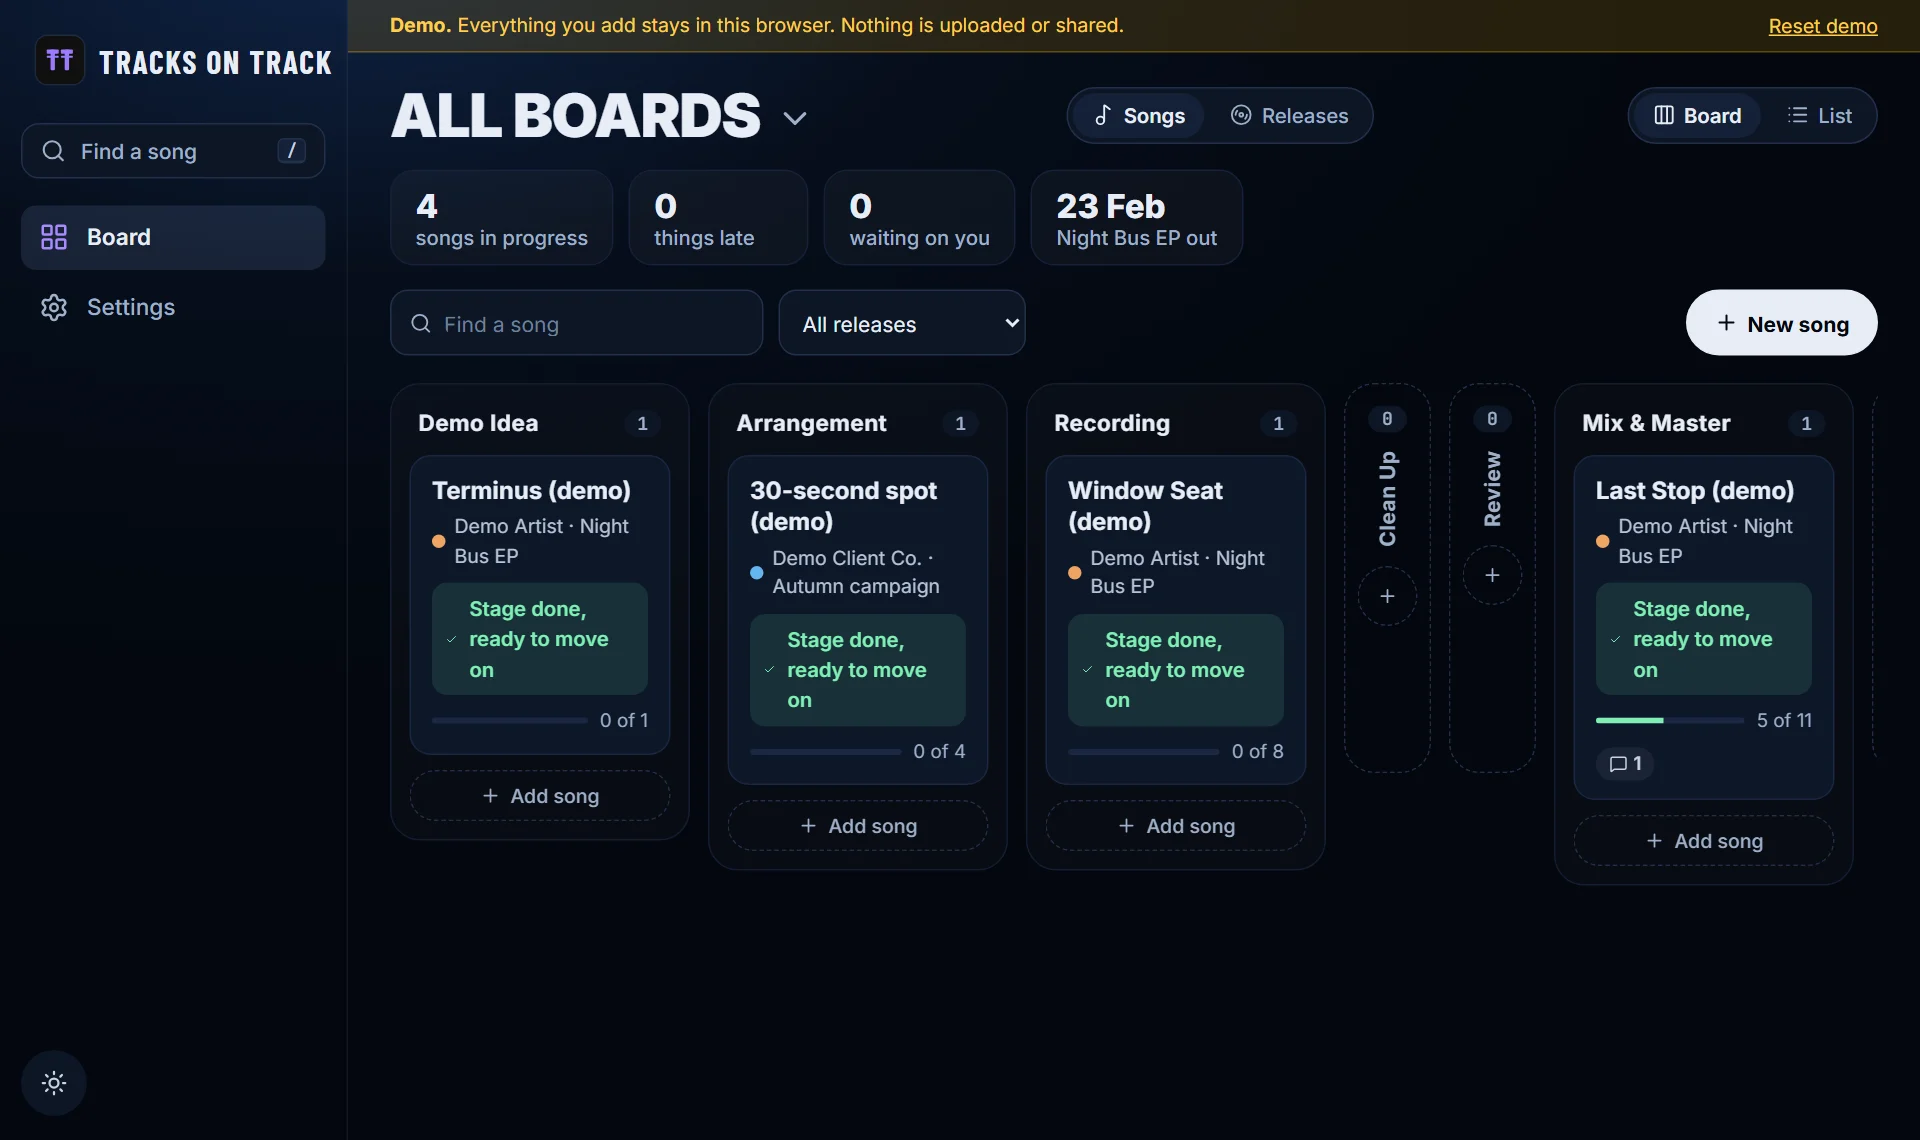 TRACKS ON TRACK
Demo. Everything you add stays in this browser. Nothing is uploaded or shared.
Reset demo
Find a song
/
Board
Settings
ALL BOARDS
Songs
Releases
Board
List
4
songs in progress
0
things late
0
waiting on you
23 Feb
Night Bus EP out
Find a song
All releases
+ New song
Demo Idea
1
Terminus (demo)
Demo Artist · Night
Bus EP
Stage done,
ready to move
on
0 of 1
+ Add song
Arrangement
1
30-second spot
(demo)
Demo Client Co. ·
Autumn campaign
Stage done,
ready to move
on
0 of 4
+ Add song
Recording
1
Window Seat
(demo)
Demo Artist · Night
Bus EP
Stage done,
ready to move
on
0 of 8
+ Add song
0
Clean Up
+
0
Review
+
Mix & Master
1
Last Stop (demo)
Demo Artist · Night
Bus EP
Stage done,
ready to move
on
5 of 11
1
+ Add song